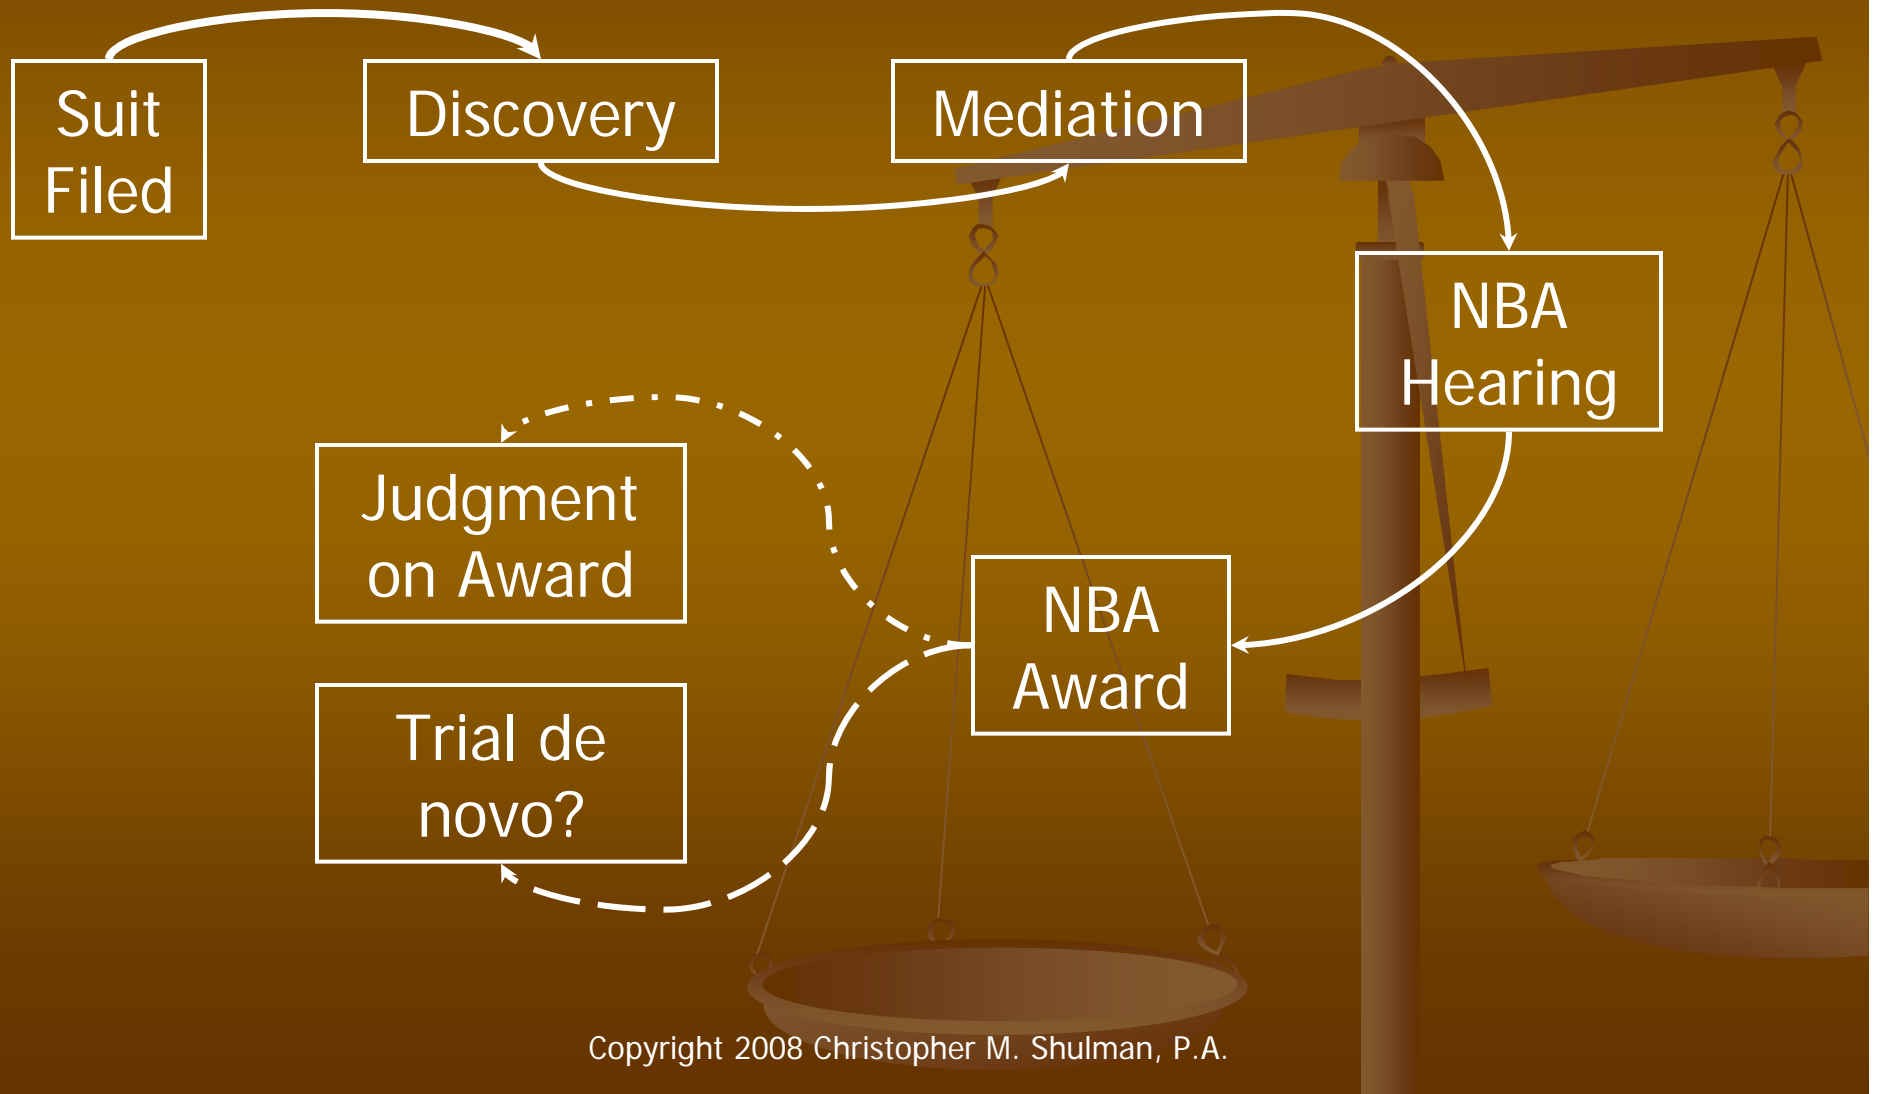 Suit
Filed
Discovery
Mediation
NBA
Hearing
Judgment
on Award
NBA
Award
Trial de
novo?
Copyright 2008 Christopher M. Shulman, P.A.